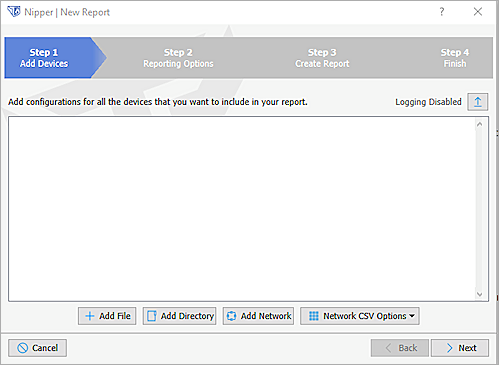 Nipper | New Report
Step 1
Add Devices
Step 2
Reporting Options
Step 3
Create Report
Step 4
Finish
Add configurations for all the devices that you want to include in your report.
Logging Disabled
Add File
Add Directory
Add Network
Network CSV Options
Cancel
Back
Next